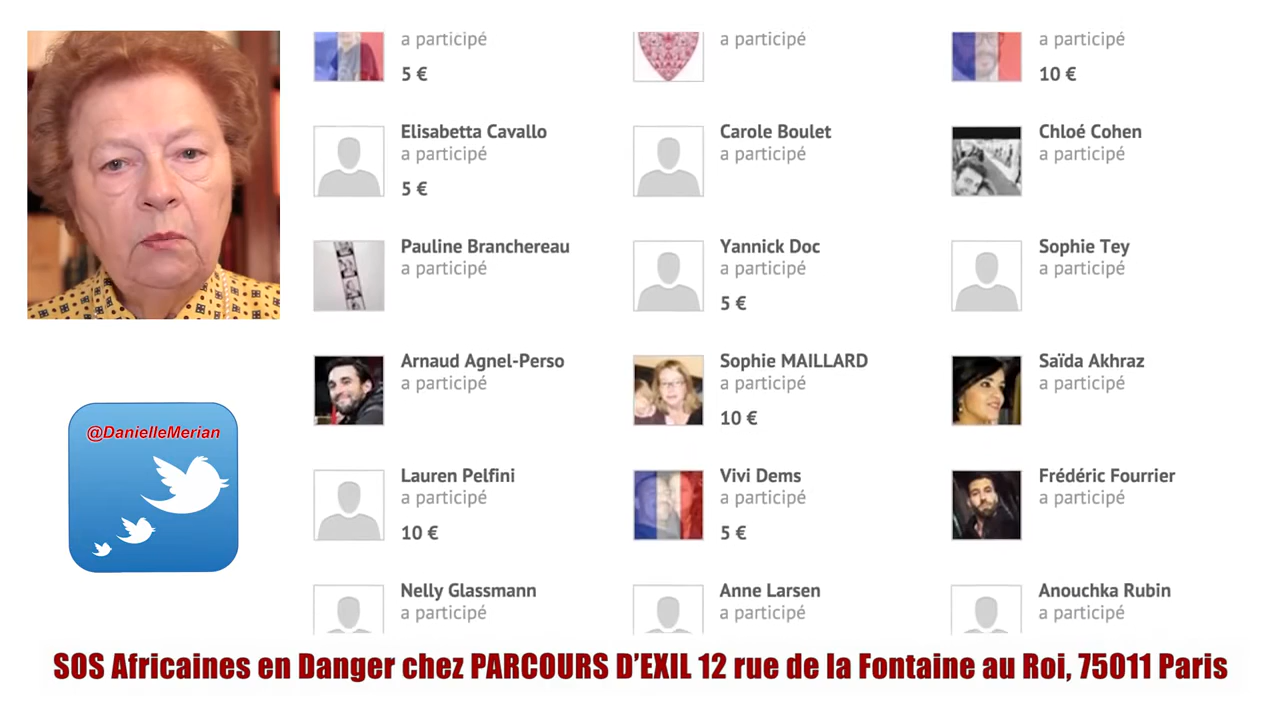 a participé
5 €
a participé
a participé
10 €
Elisabetta Cavallo
a participé
5 €
Carole Boulet
a participé
Chloé Cohen
a participé
Pauline Branchereau
a participé
Yannick Doc
a participé
5 €
Sophie Tey
a participé
Arnaud Agnel-Perso
a participé
Sophie MAILLARD
a participé
10 €
Saïda Akhraz
a participé
@DanielleMerian
Lauren Pelfini
a participé
10 €
Vivi Dems
a participé
5 €
Frédéric Fourrier
a participé
Nelly Glassmann
a participé
Anne Larsen
a participé
Anouchka Rubin
a participé
SOS Africaines en Danger chez PARCOURS D'EXIL 12 rue de la Fontaine au Roi, 75011 Paris